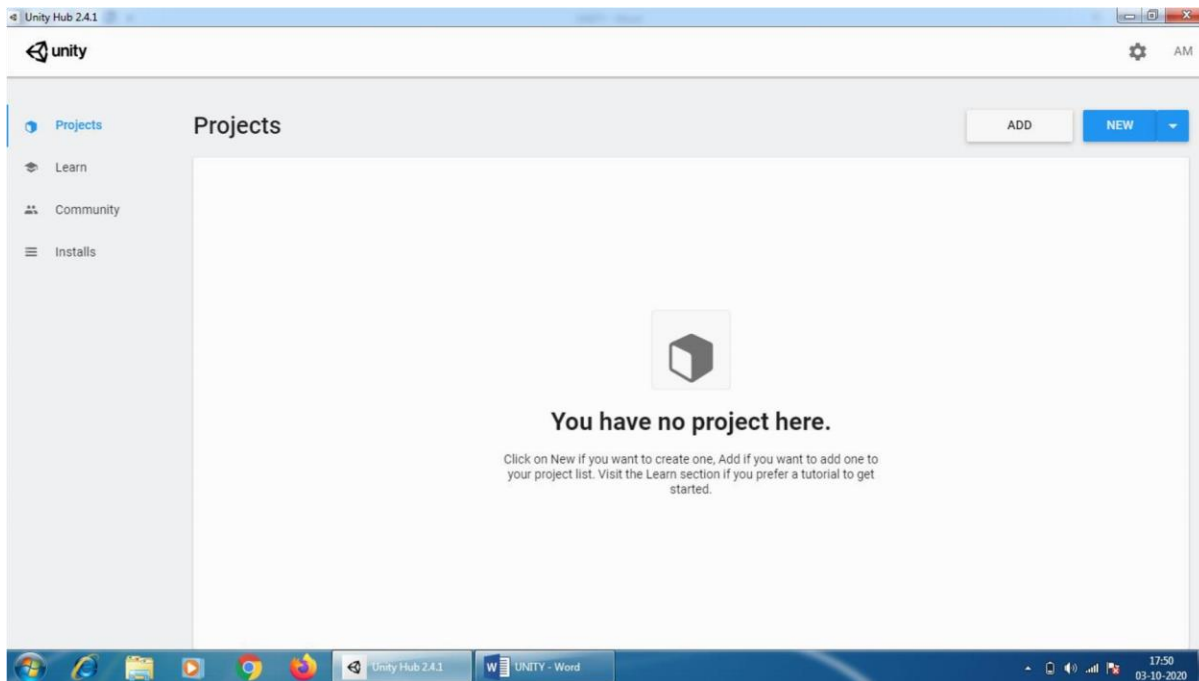 Unity Hub 2.4.1
unity
AM
Projects
Projects
ADD
NEW
Learn
Community
Installs
You have no project here.
Click on New if you want to create one, Add if you want to add one to
your project list. Visit the Learn section if you prefer a tutorial to get
started.
Unity Hub 2.4.1
UNITY - Word
17:50
03-10-2020